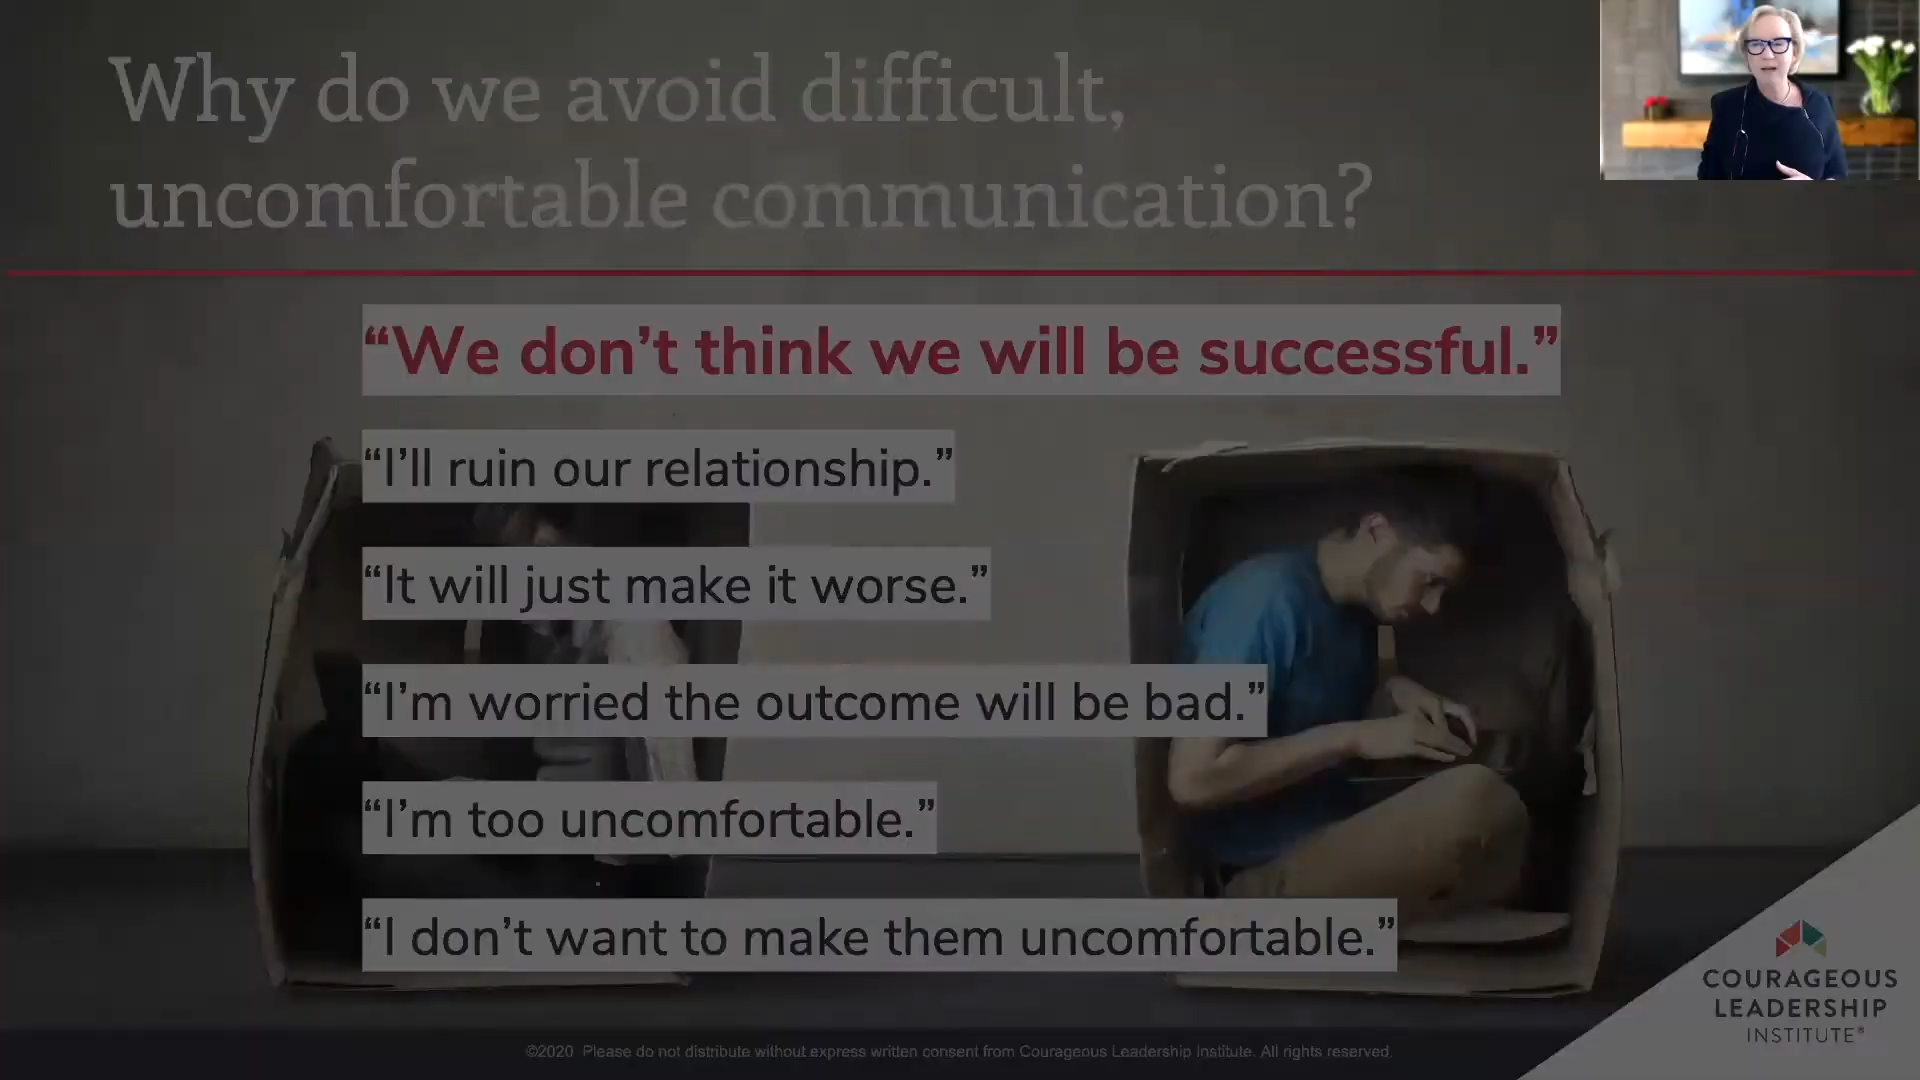 Why do we avoid difficult,
uncomfortable communication?
“We don’t think we will be successful.”
“I’ll ruin our relationship.”
“It will just make it worse.”
“I’m worried the outcome will be bad.”
“I’m too uncomfortable.”
“I don’t want to make them uncomfortable.”
COURAGEOUS
LEADERSHIP
INSTITUTE®
©2020 Please do not distribute without express written consent from Courageous Leadership Institute. All rights reserved.